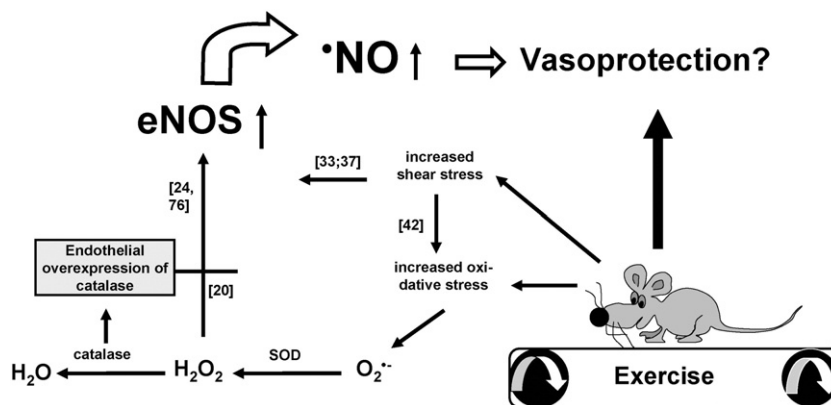 •NO
Vasoprotection?
eNOS
[33;37]
increased
shear stress
[24,
76]
[42]
Endothelial
overexpression of
catalase
increased oxi-
dative stress
[20]
catalase
SOD
H₂O
H₂O₂
O₂•-
Exercise